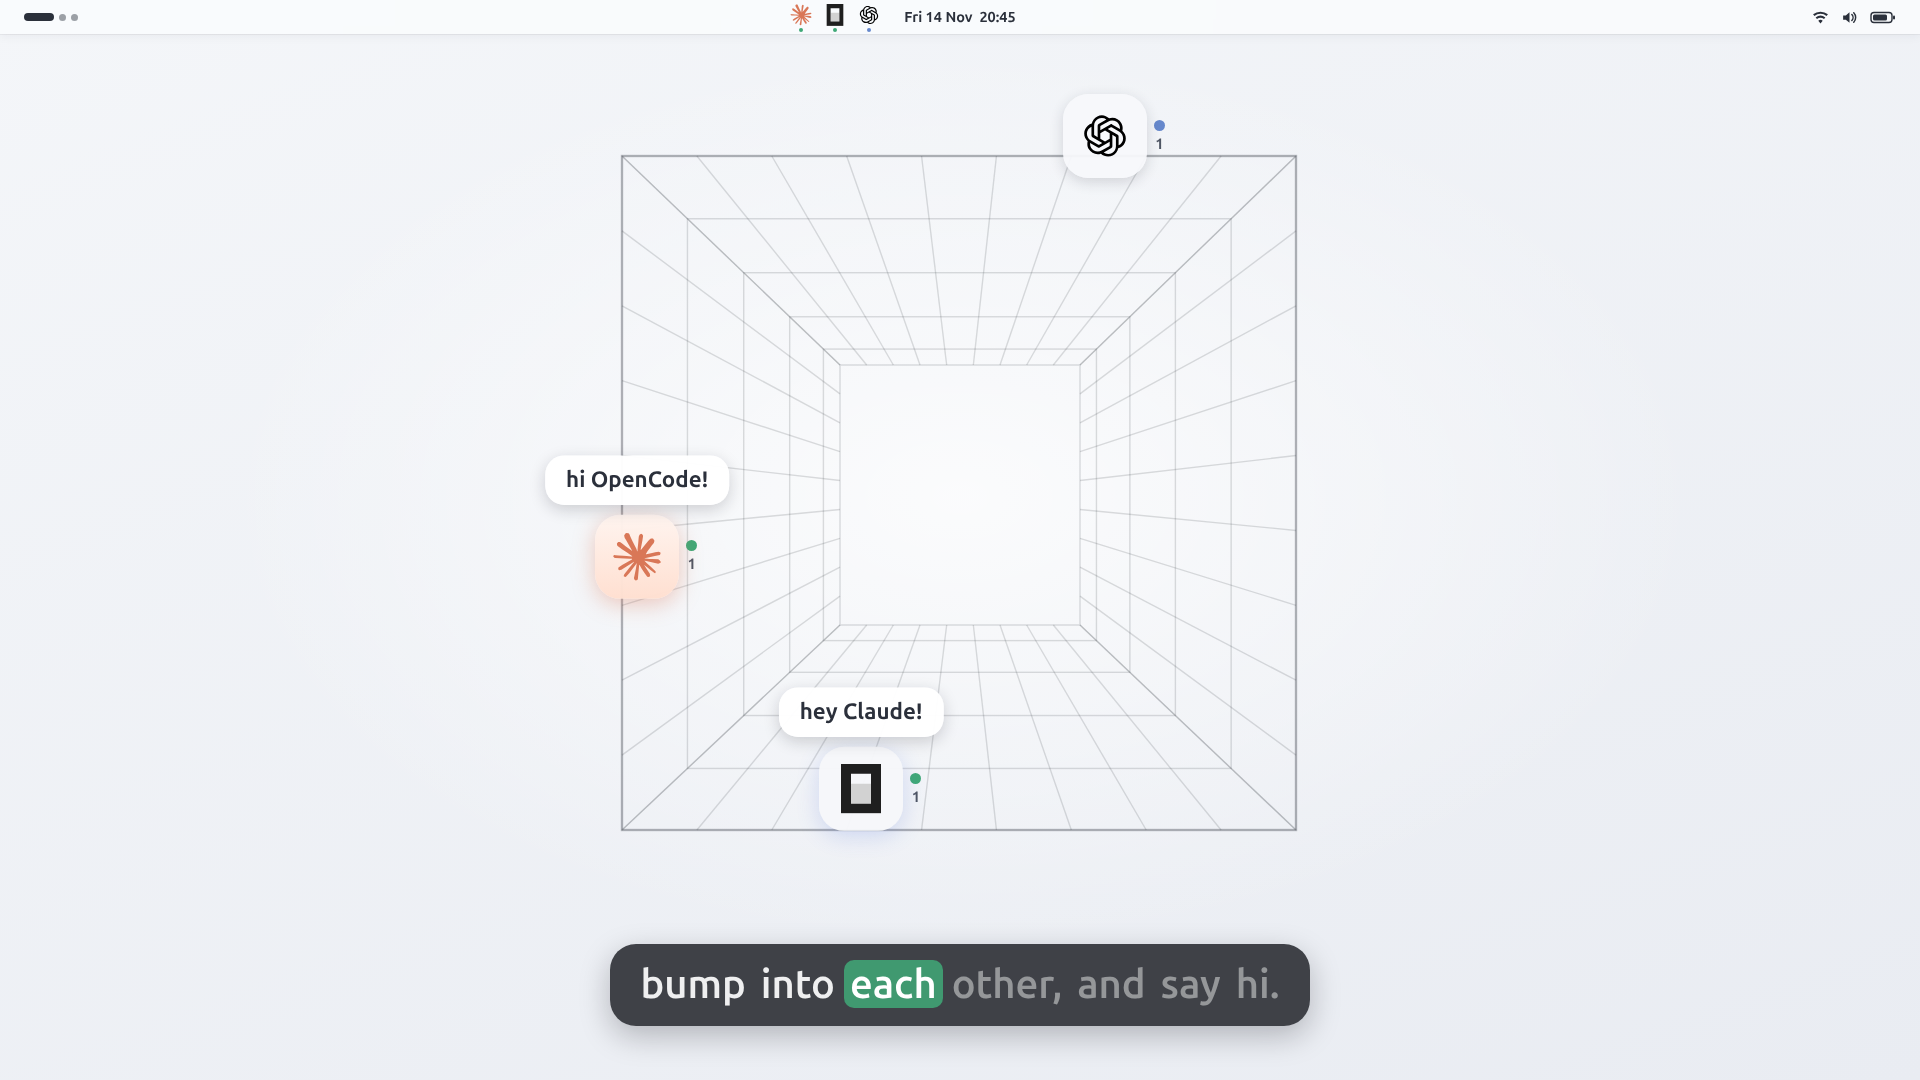 Fri 14 Nov 20:45
1
hi OpenCode!
1
hey Claude!
1
bump into each other, and say hi.